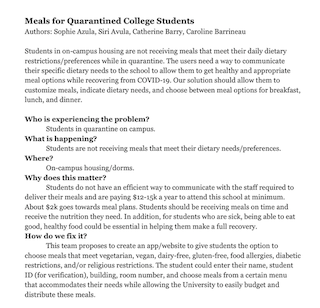 Meals for Quarantined College Students
Authors: Sophie Azula, Siri Avula, Catherine Barry, Caroline Barrineau
Students in on-campus housing are not receiving meals that meet their daily dietary
restrictions/preferences while in quarantine. The users need a way to communicate
their specific dietary needs to the school to allow them to get healthy and appropriate
meal options while recovering from COVID-19. Our solution should allow them to
customize meals, indicate dietary needs, and choose between meal options for breakfast,
lunch, and dinner.
Who is experiencing the problem?
Students in quarantine on campus.
What is happening?
Students are not receiving meals that meet their dietary needs/preferences.
Where?
On-campus housing/dorms.
Why does this matter?
Students do not have an efficient way to communicate with the staff required to
deliver their meals and are paying $12-15k a year to attend this school at minimum.
About $2k goes towards meal plans. Students should be receiving meals on time and
receive the nutrition they need. In addition, for students who are sick, being able to eat
good, healthy food could be essential in helping them make a full recovery.
How do we fix it?
This team proposes to create an app/website to give students the option to
choose meals that meet vegetarian, vegan, dairy-free, gluten-free, food allergies, diabetic
restrictions, and/or religious restrictions. The student could enter their name, student
ID (for verification), building, room number, and choose meals from a certain menu
that accommodates their needs while allowing the University to easily budget and
distribute these meals.